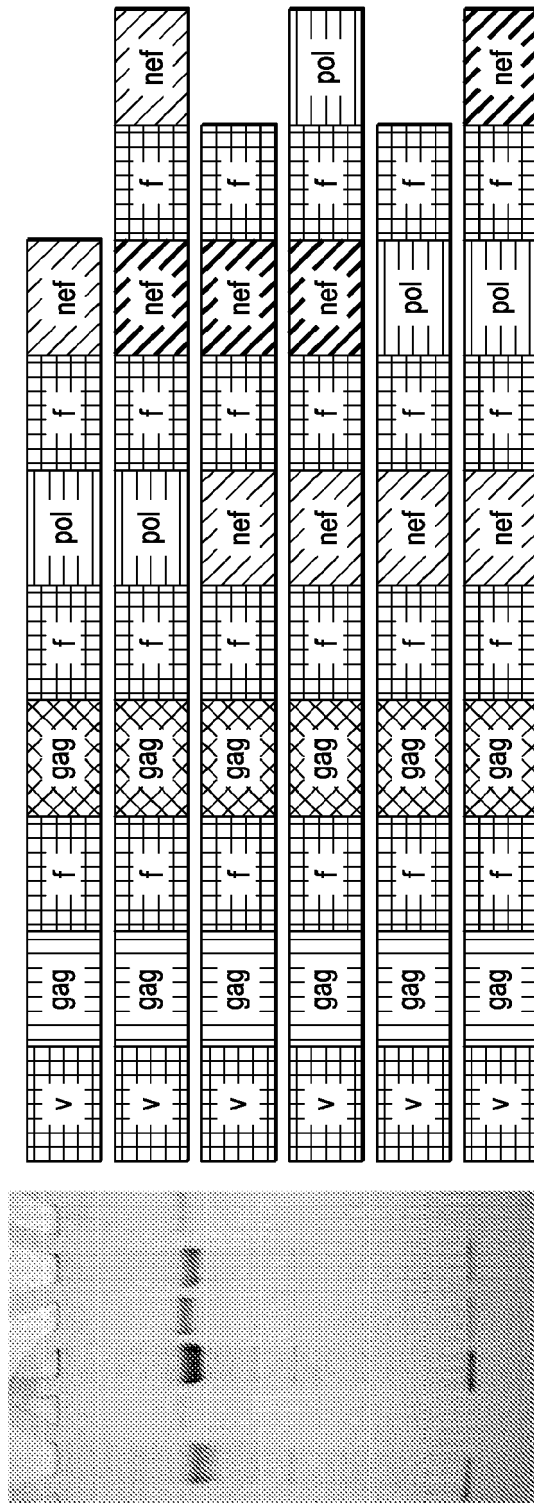 v gag f gag f pol f nef
v gag f gag f pol f nef f nef
v gag f gag f nef f nef f
v gag f gag f nef f nef f pol
v gag f gag f nef f pol f
v gag f gag f nef f pol f nef